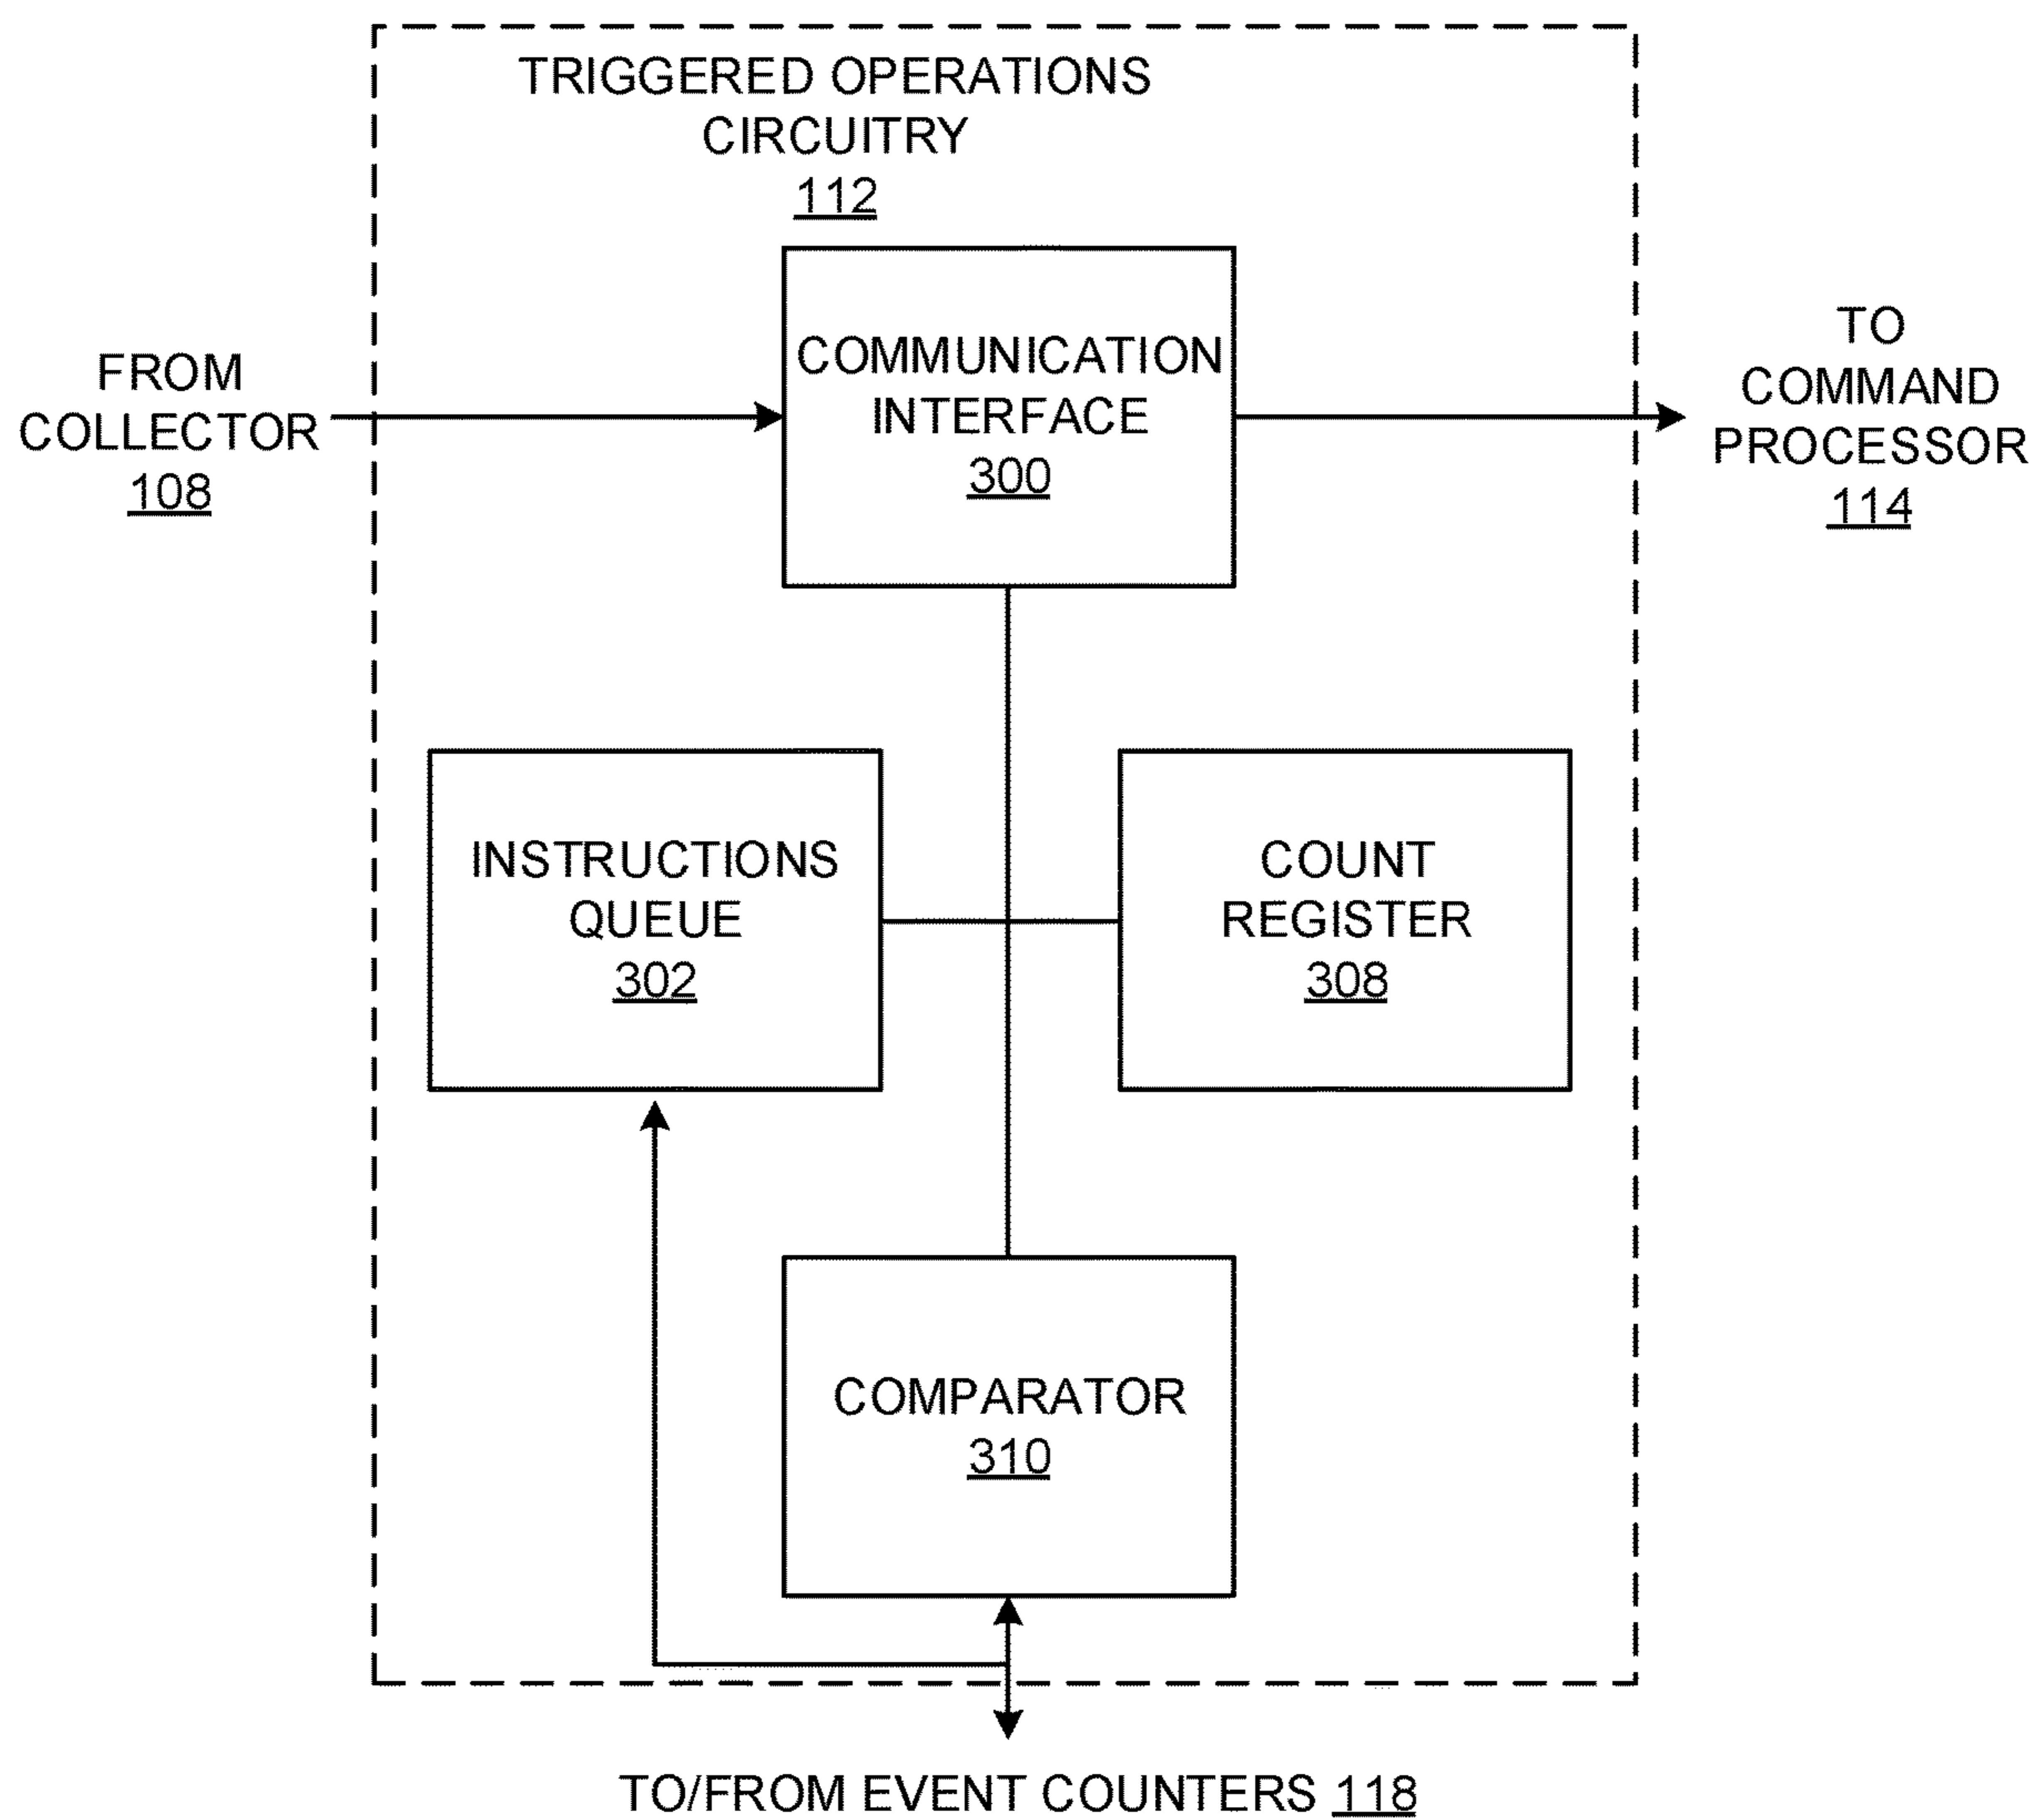 TRIGGERED OPERATIONS
CIRCUITRY
112
FROM
COLLECTOR
108
COMMUNICATION
INTERFACE
300
TO
COMMAND
PROCESSOR
114
INSTRUCTIONS
QUEUE
302
COUNT
REGISTER
308
COMPARATOR
310
TO/FROM EVENT COUNTERS 118